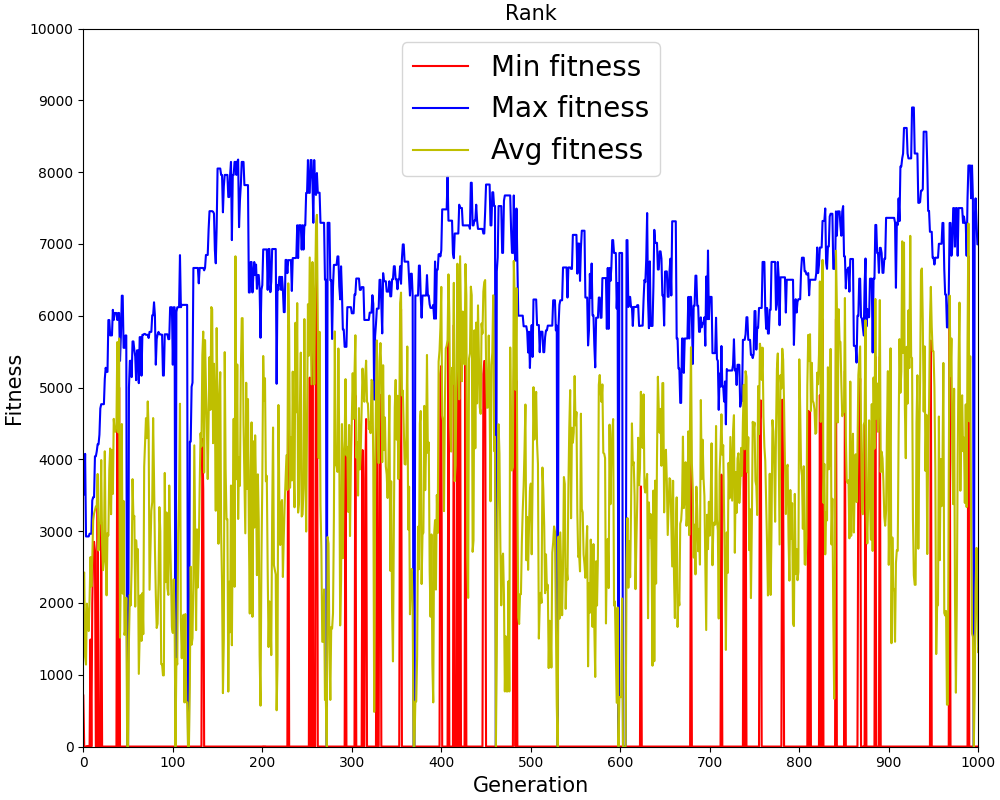 Rank
10000
9000
8000
7000
6000
5000
4000
3000
2000
1000
0
Fitness
Min fitness
Max fitness
Avg fitness
0 100 200 300 400 500 600 700 800 900 1000
Generation